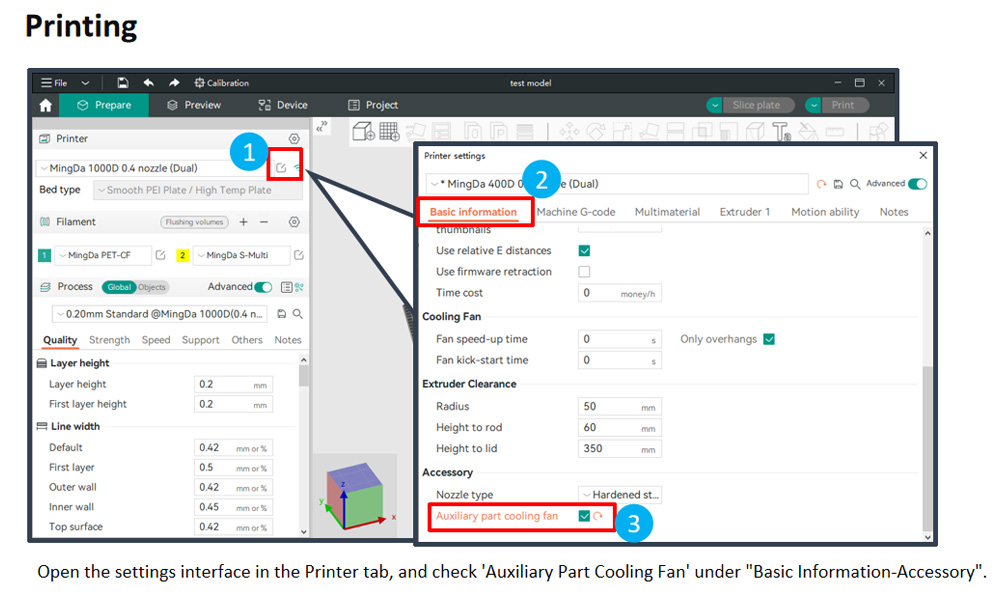 Printing
File
Calibration
test model
Prepare
Preview
Device
Project
Slice plate
Print
Printer
1
MingDa 1000D 0.4 nozzle (Dual)
Bed type
Smooth PEI Plate / High Temp Plate
Filament
Flushing volumes
1
MingDa PET-CF
2
MingDa S-Multi
Process
Global
Objects
Advanced
0.20mm Standard @MingDa 1000D(0.4 n...
Quality
Strength
Speed
Support
Others
Notes
Layer height
Layer height
0.2 mm
First layer height
0.2 mm
Line width
Default
0.42 mm or %
First layer
0.5 mm or %
Outer wall
0.42 mm or %
Inner wall
0.45 mm or %
Top surface
0.42 mm or %
z
y
x
Printer settings
2
* MingDa 400D 0
le (Dual)
Advanced
Basic information
Machine G-code
Multimaterial
Extruder 1
Motion ability
Notes
thumbnails
Use relative E distances
Use firmware retraction
Time cost
0 money/h
Cooling Fan
Fan speed-up time
0 s
Only overhangs
Fan kick-start time
0 s
Extruder Clearance
Radius
50 mm
Height to rod
60 mm
Height to lid
350 mm
Accessory
Nozzle type
Hardened st...
Auxiliary part cooling fan
3
Open the settings interface in the Printer tab, and check 'Auxiliary Part Cooling Fan' under "Basic Information-Accessory".